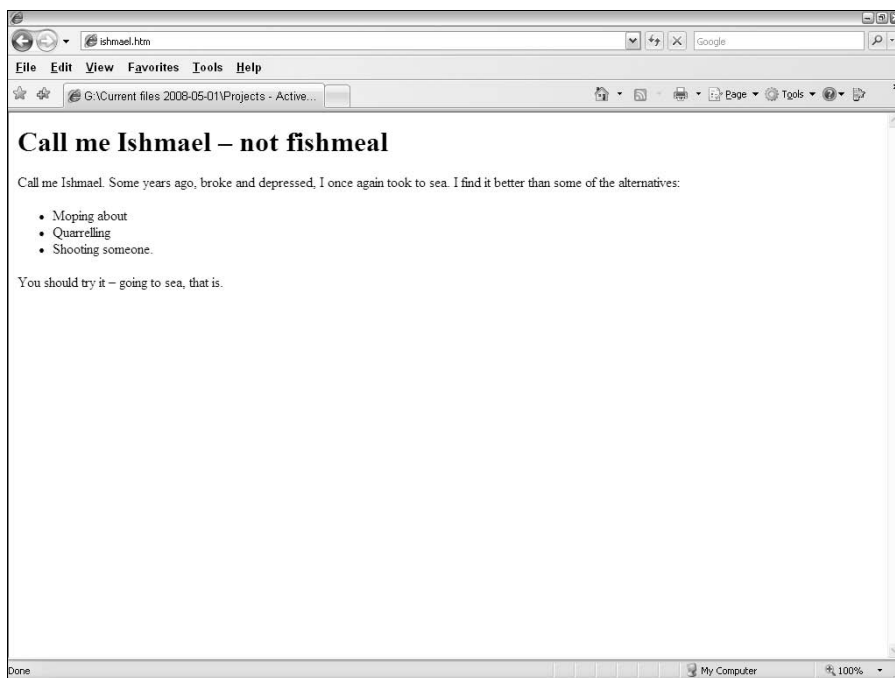 ishmael.htm
Google
File Edit View Favorites Tools Help
G:\Current files 2008-05-01\Projects - Active...
Page Tools
Call me Ishmael – not fishmeal
Call me Ishmael. Some years ago, broke and depressed, I once again took to sea. I find it better than some of the alternatives:
• Moping about
• Quarrelling
• Shooting someone.
You should try it – going to sea, that is.
Done My Computer 100%